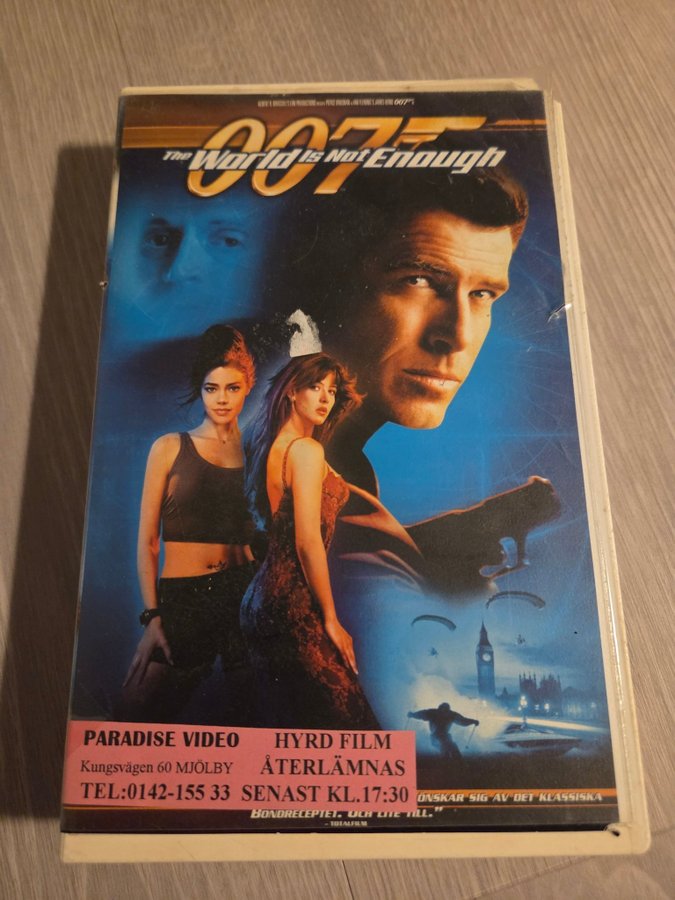 007
The World Is Not Enough
PARADISE VIDEO
Kungsvägen 60 MJÖLBY
TEL:0142-155 33
HYRD FILM
ÅTERLÄMNAS
SENAST KL.17:30
ÖNSKAR SIG AV DET KLASSISKA
BONDRECEPTET. OCH LITE TILL."
- TOTALFILM